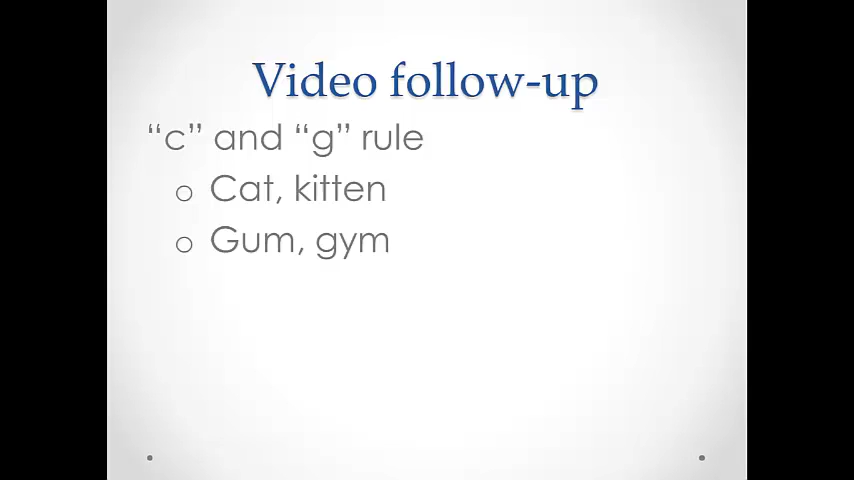 Video follow-up
“c” and “g” rule
o Cat, kitten
o Gum, gym